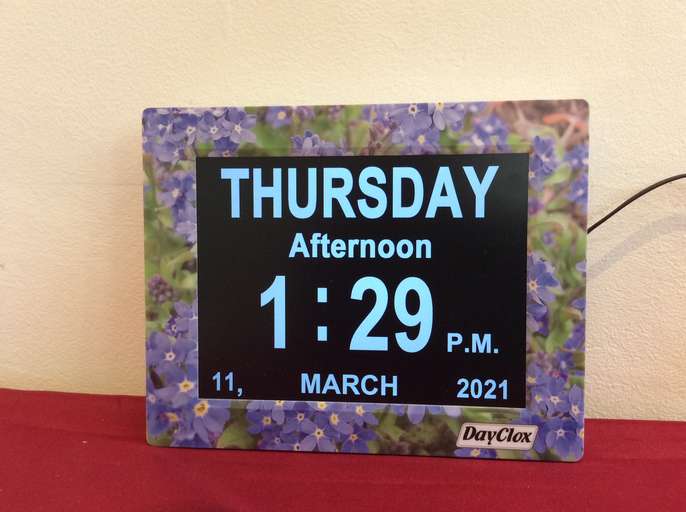 THURSDAY
Afternoon
1:29 P.M.
11, MARCH 2021
DayClox